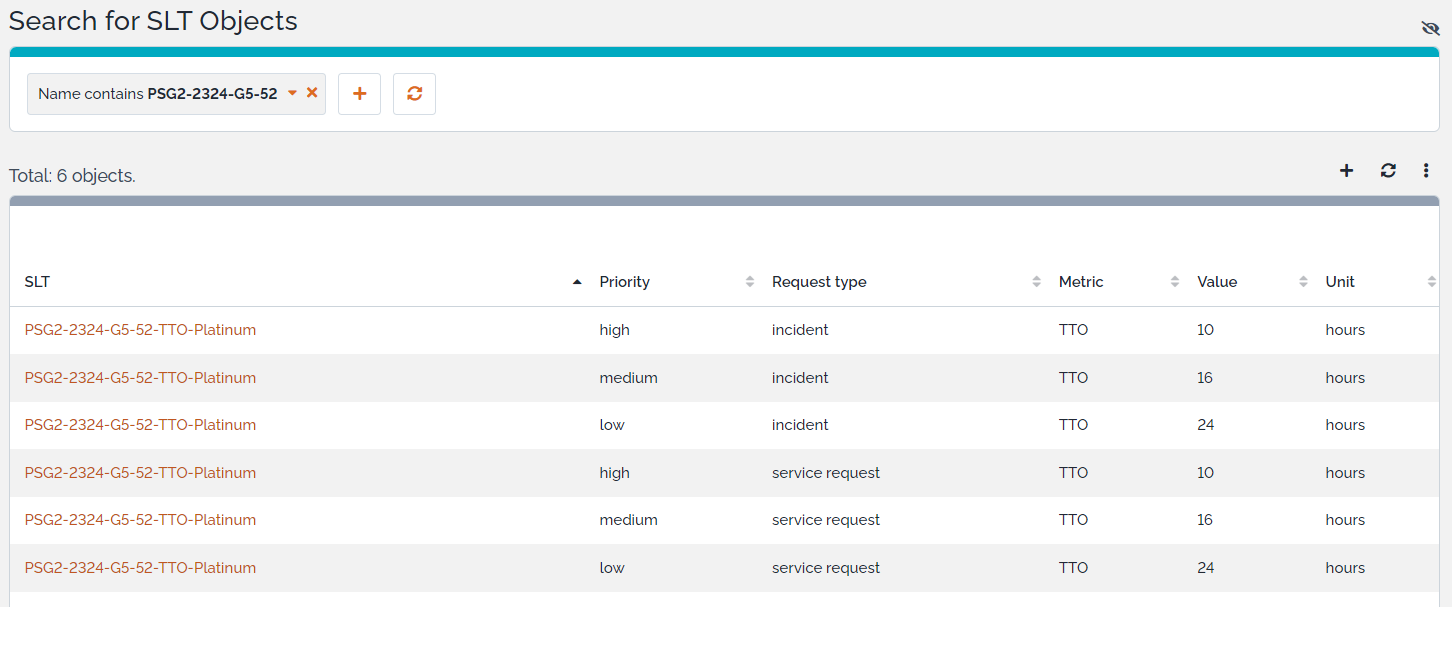 Search for SLT Objects
Name contains PSG2-2324-G5-52
Total: 6 objects.
SLT Priority Request type Metric Value Unit
PSG2-2324-G5-52-TTO-Platinum high incident TTO 10 hours
PSG2-2324-G5-52-TTO-Platinum medium incident TTO 16 hours
PSG2-2324-G5-52-TTO-Platinum low incident TTO 24 hours
PSG2-2324-G5-52-TTO-Platinum high service request TTO 10 hours
PSG2-2324-G5-52-TTO-Platinum medium service request TTO 16 hours
PSG2-2324-G5-52-TTO-Platinum low service request TTO 24 hours